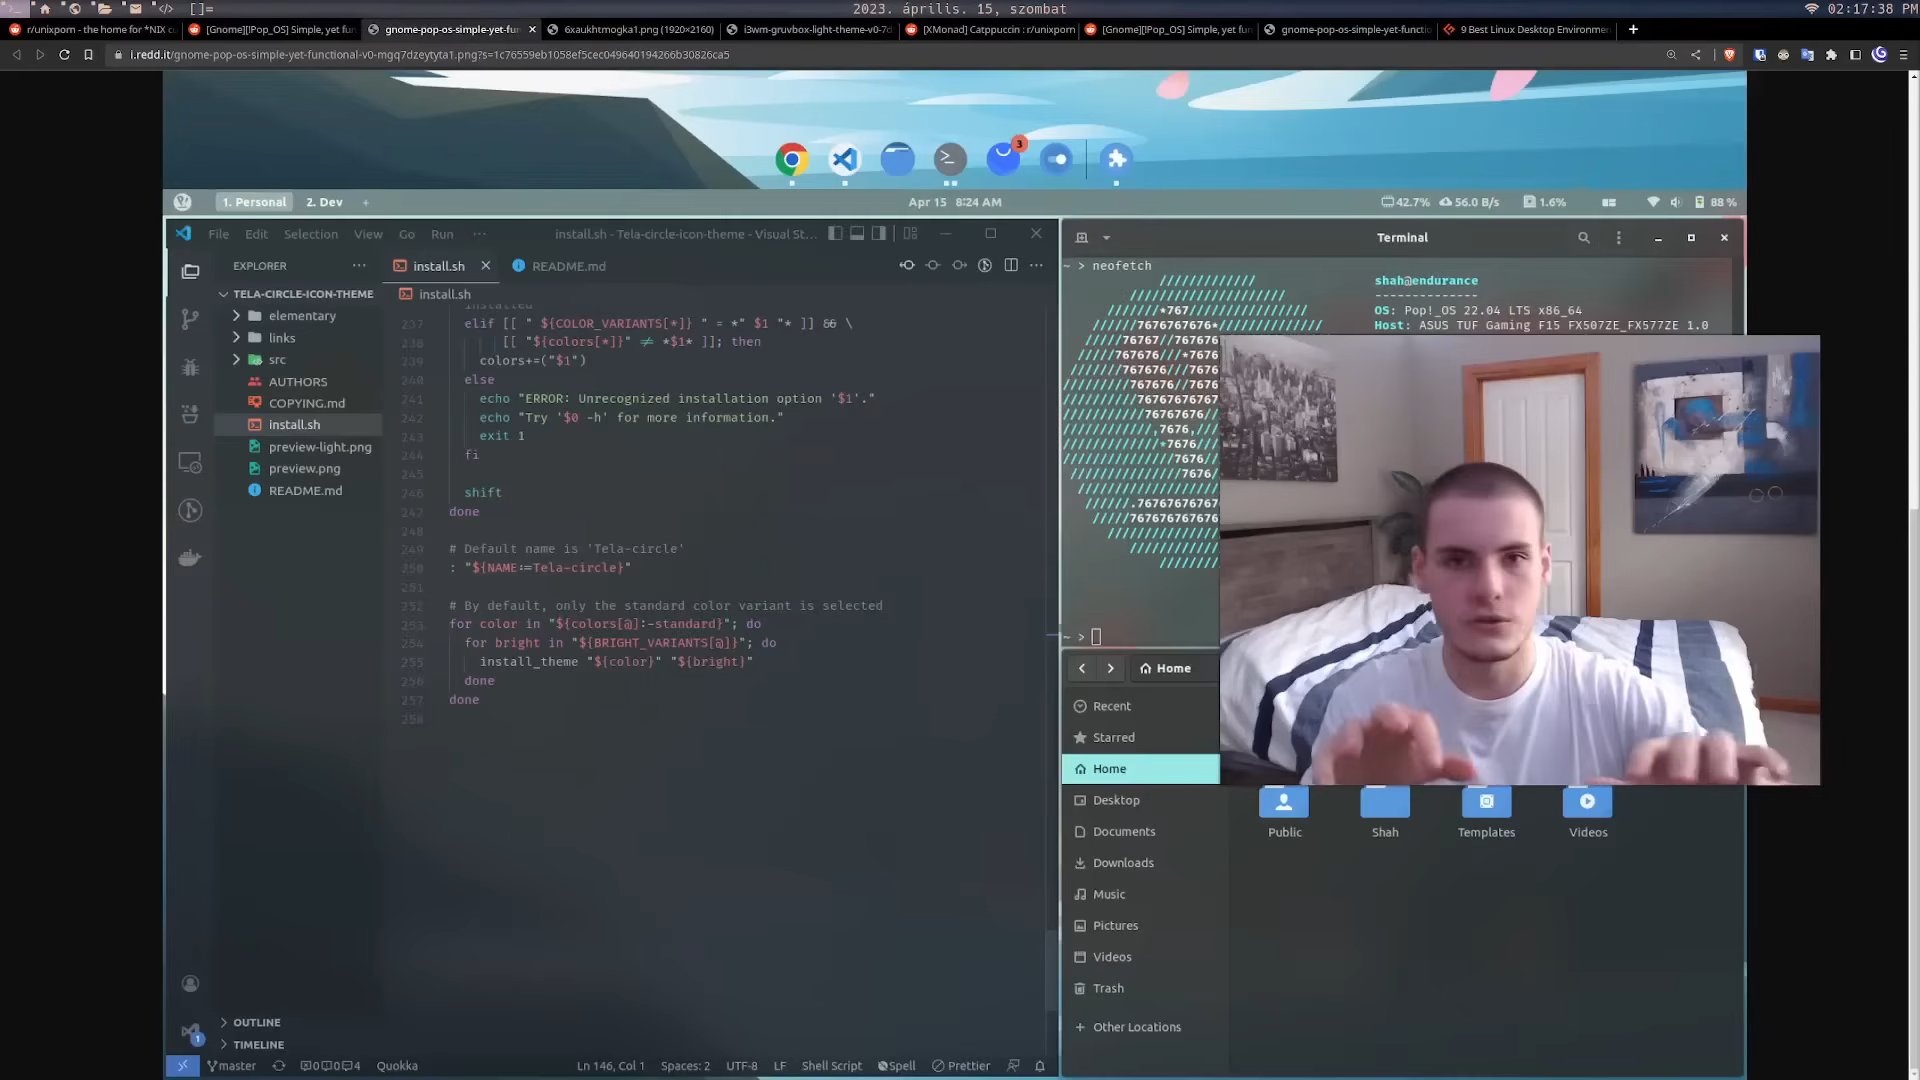 []=
2023. április. 15, szombat
02:17:38 PM
r/unixporn - the home for *NIX cu
[Gnome][!Pop_OS] Simple, yet fun
gnome-pop-os-simple-yet-fu
6xaukhtmogka1.png (1920×2160)
i3wm-gruvbox-light-theme-v0-7d
[XMonad] Catppuccin : r/unixporn
[Gnome][!Pop_OS] Simple, yet fun
gnome-pop-os-simple-yet-functi
9 Best Linux Desktop Environmen
i.redd.it/gnome-pop-os-simple-yet-functional-v0-mgq7dzeytyta1.png?s=1c76559eb1058ef5cec049640194266b30826ca5
3
1. Personal
2. Dev
+
Apr 15 8:24 AM
42.7%
56.0 B/s
1.6%
88 %
File Edit Selection View Go Run ···
install.sh - Tela-circle-icon-theme - Visual St...
EXPLORER
TELA-CIRCLE-ICON-THEME
elementary
links
src
AUTHORS
COPYING.md
install.sh
preview-light.png
preview.png
README.md
OUTLINE
TIMELINE
install.sh
README.md
install.sh
installed
237 elif [[ " ${COLOR_VARIANTS[*]} " = *" $1 "* ]] && \
238 [[ "${colors[*]}" ≠ *$1* ]]; then
239 colors+=("$1")
240 else
241 echo "ERROR: Unrecognized installation option '$1'."
242 echo "Try '$0 -h' for more information."
243 exit 1
244 fi
245
246 shift
247 done
248
249 # Default name is 'Tela-circle'
250 : "${NAME:=Tela-circle}"
251
252 # By default, only the standard color variant is selected
253 for color in "${colors[@]:-standard}"; do
254 for bright in "${BRIGHT_VARIANTS[@]}"; do
255 install_theme "${color}" "${bright}"
256 done
257 done
258
1
master
0 0 4
Quokka
Ln 146, Col 1
Spaces: 2
UTF-8
LF
Shell Script
Spell
Prettier
Terminal
~ > neofetch
shah@endurance
--------------
OS: Pop!_OS 22.04 LTS x86_64
Host: ASUS TUF Gaming F15 FX507ZE_FX577ZE 1.0
~ >
Home
Recent
Starred
Home
Desktop
Documents
Downloads
Music
Pictures
Videos
Trash
+ Other Locations
Public
Shah
Templates
Videos